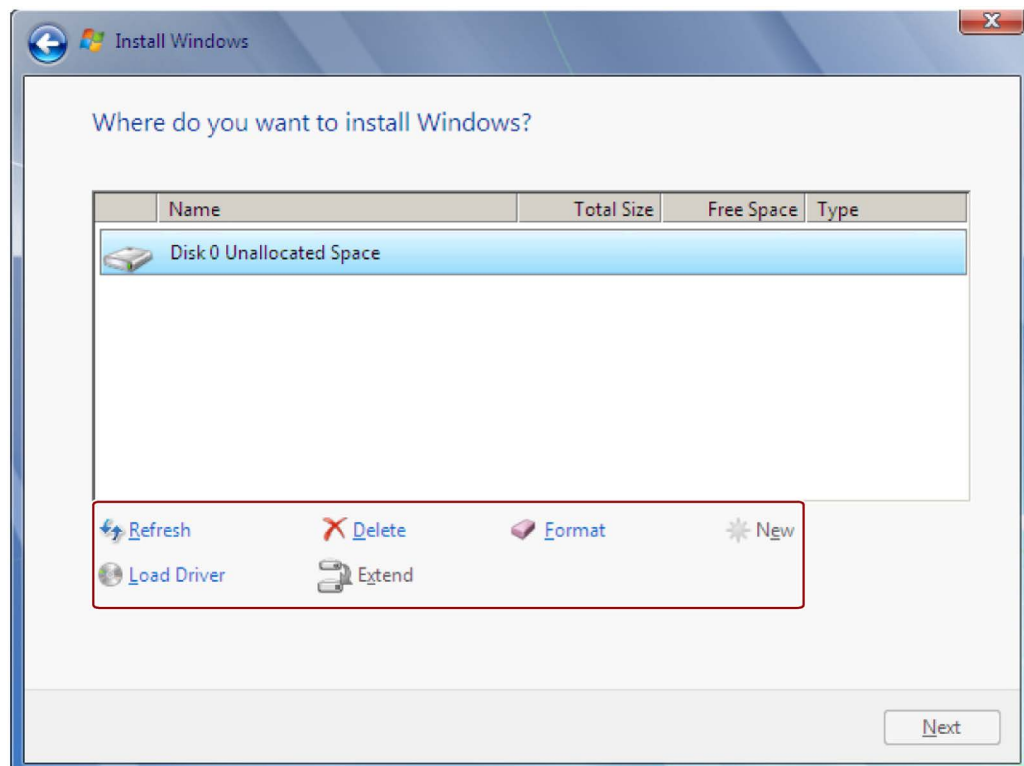 Install Windows
Where do you want to install Windows?
Name Total Size Free Space Type
Disk 0 Unallocated Space
Refresh Delete Format New
Load Driver Extend
Next